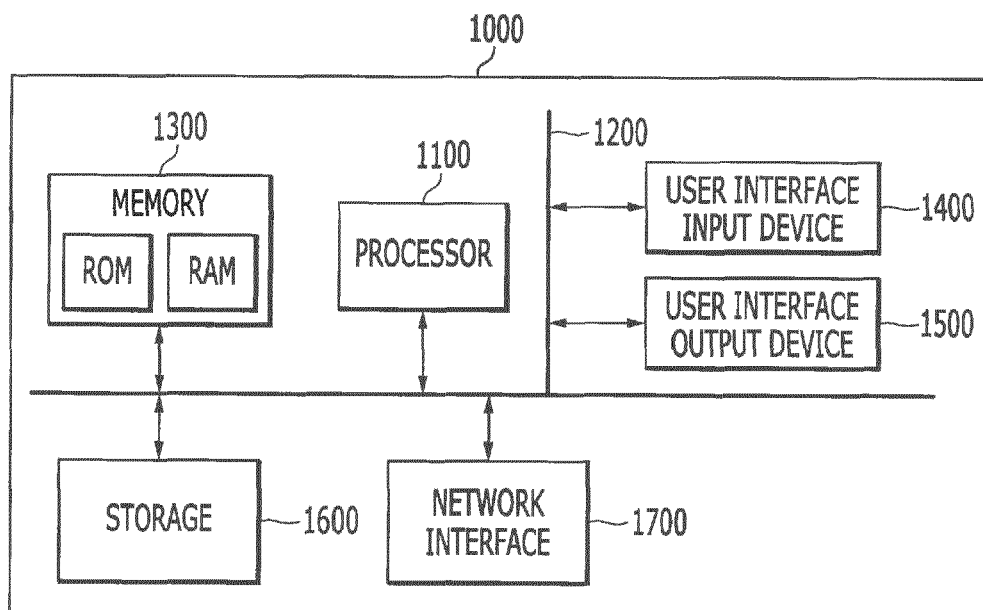 1000
1300
MEMORY
ROM
RAM
1100
PROCESSOR
1200
USER INTERFACE
INPUT DEVICE
1400
USER INTERFACE
OUTPUT DEVICE
1500
STORAGE
1600
NETWORK
INTERFACE
1700